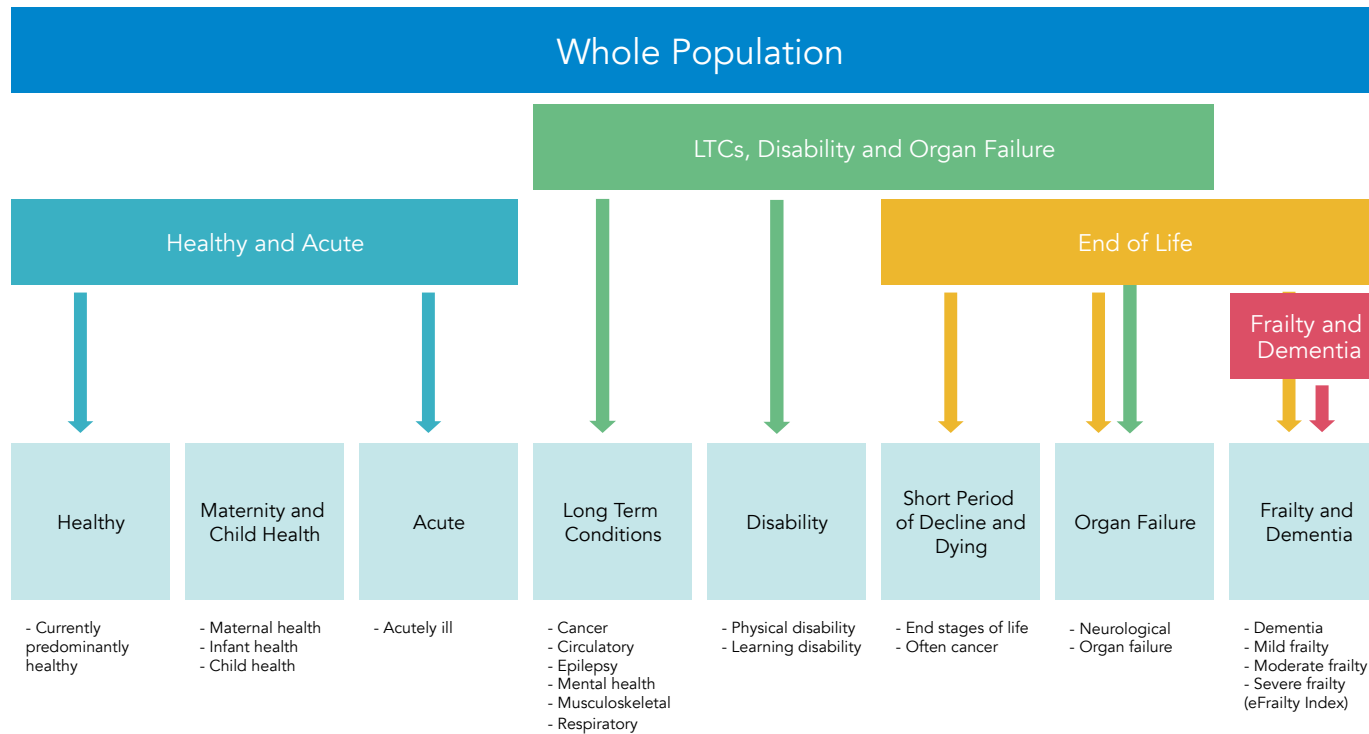 Whole Population
LTCs, Disability and Organ Failure
Healthy and Acute
End of Life
Frailty and
Dementia
Healthy
Maternity and
Child Health
Acute
Long Term
Conditions
Disability
Short Period
of Decline and
Dying
Organ Failure
Frailty and
Dementia
- Currently
predominantly
healthy
- Maternal health
- Infant health
- Child health
- Acutely ill
- Cancer
- Circulatory
- Epilepsy
- Mental health
- Musculoskeletal
- Respiratory
- Physical disability
- Learning disability
- End stages of life
- Often cancer
- Neurological
- Organ failure
- Dementia
- Mild frailty
- Moderate frailty
- Severe frailty
(eFrailty Index)